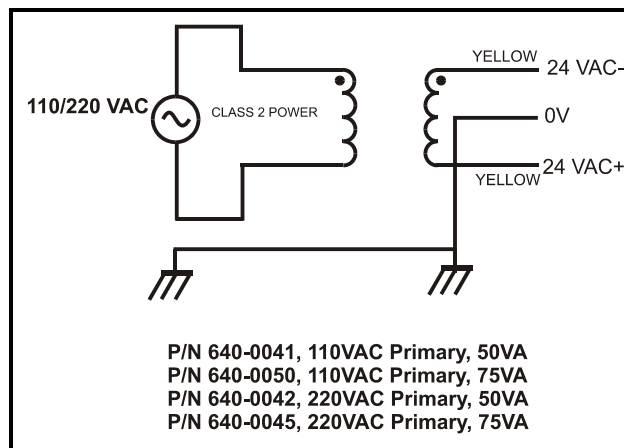 YELLOW
24 VAC-
110/220 VAC
CLASS 2 POWER
0V
24 VAC+
YELLOW
P/N 640-0041, 110VAC Primary, 50VA
P/N 640-0050, 110VAC Primary, 75VA
P/N 640-0042, 220VAC Primary, 50VA
P/N 640-0045, 220VAC Primary, 75VA